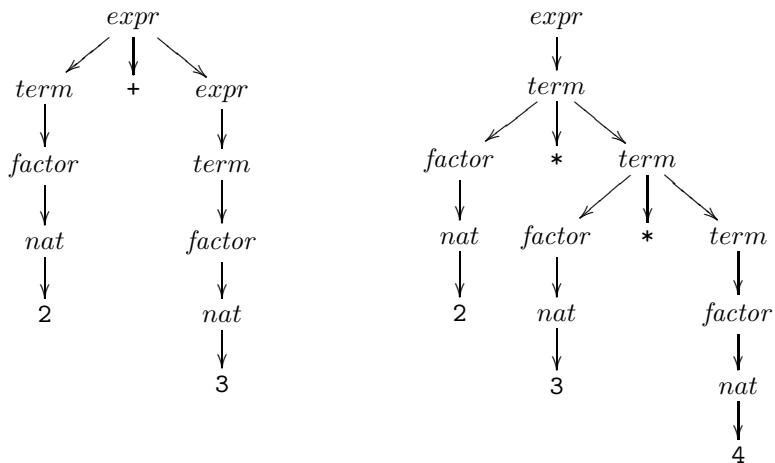 expr expr
term + expr term
factor term factor * term
nat factor nat factor * term
2 nat 2 nat factor
3 3 nat
4